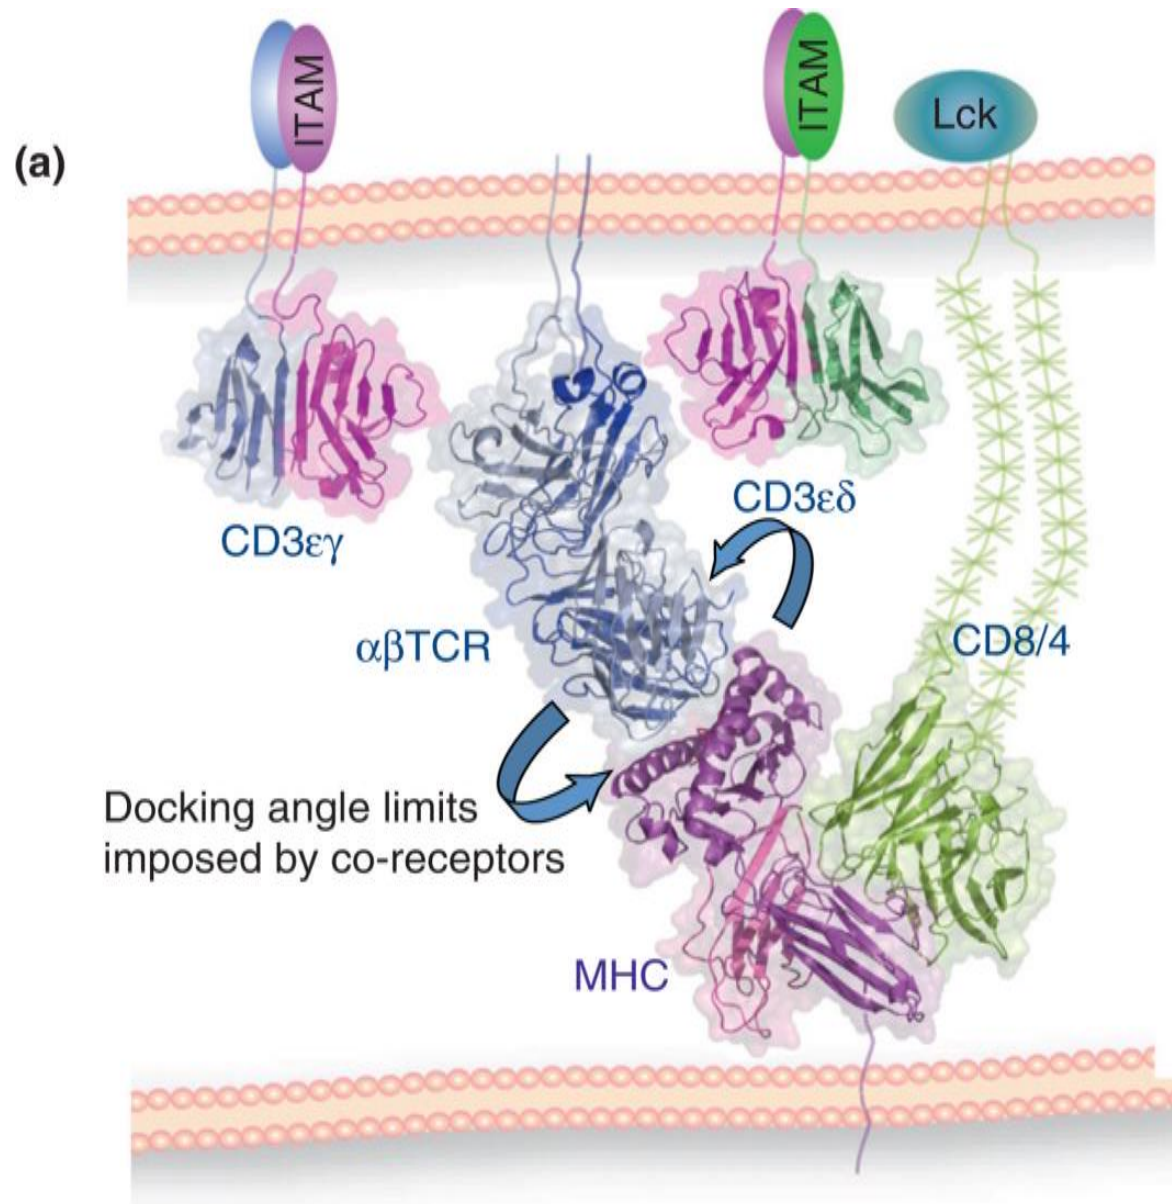 ITAM
ITAM
Lck
(a)
CD3εγ
CD3εδ
αβTCR
CD8/4
Docking angle limits
imposed by co-receptors
MHC